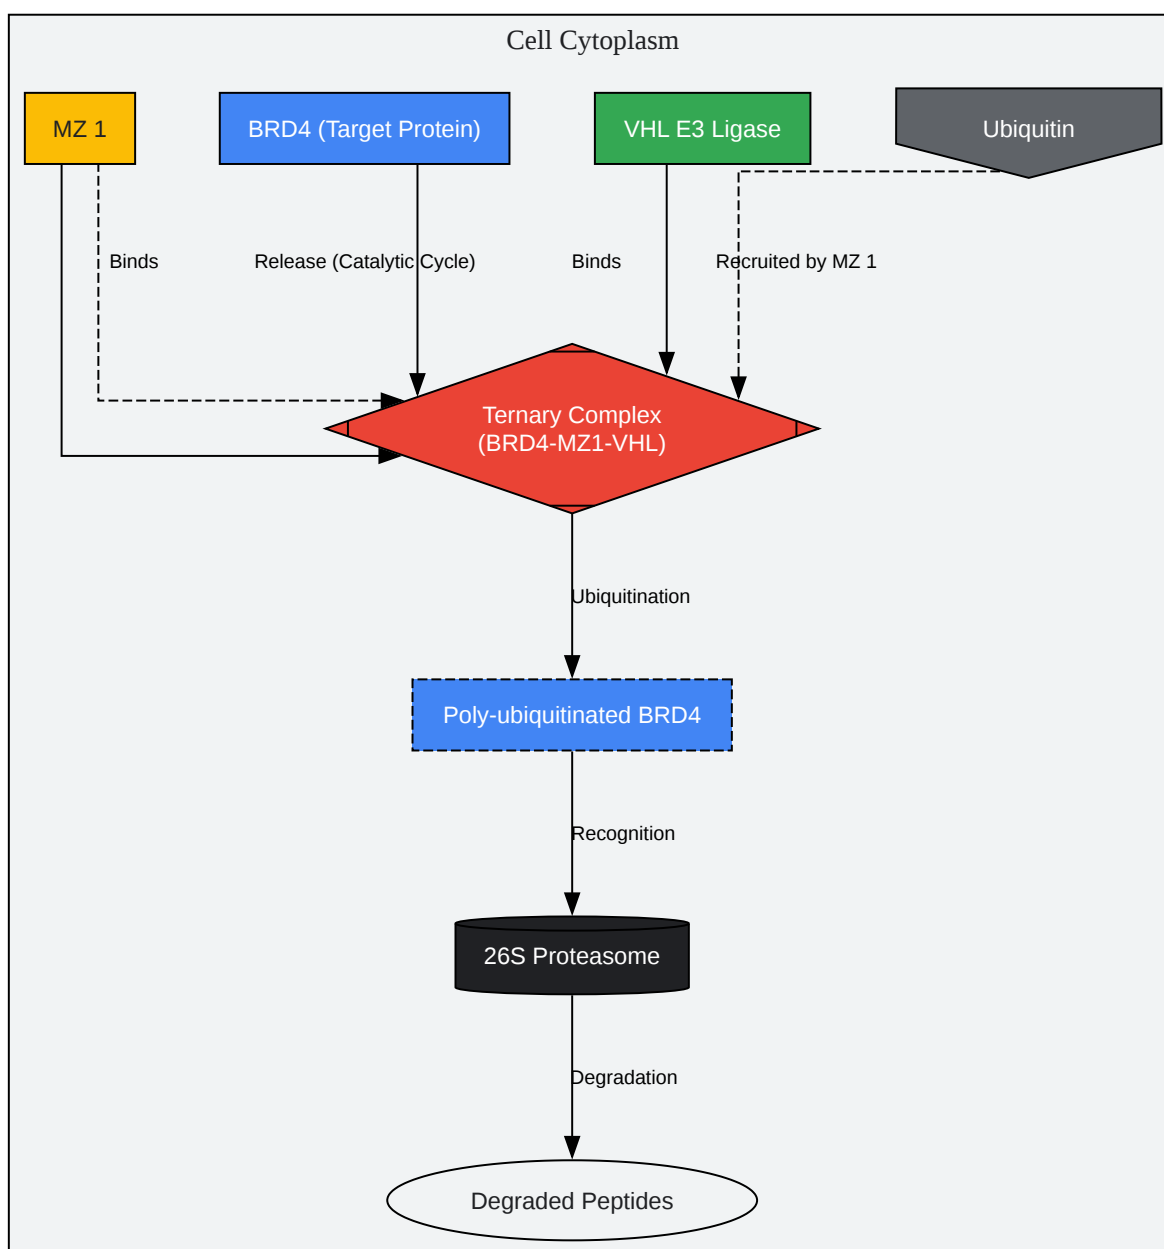 Cell Cytoplasm
MZ 1
BRD4 (Target Protein)
VHL E3 Ligase
Ubiquitin
Binds
Release (Catalytic Cycle)
Binds
Recruited by MZ 1
Ternary Complex
(BRD4-MZ1-VHL)
Ubiquitination
Poly-ubiquitinated BRD4
Recognition
26S Proteasome
Degradation
Degraded Peptides